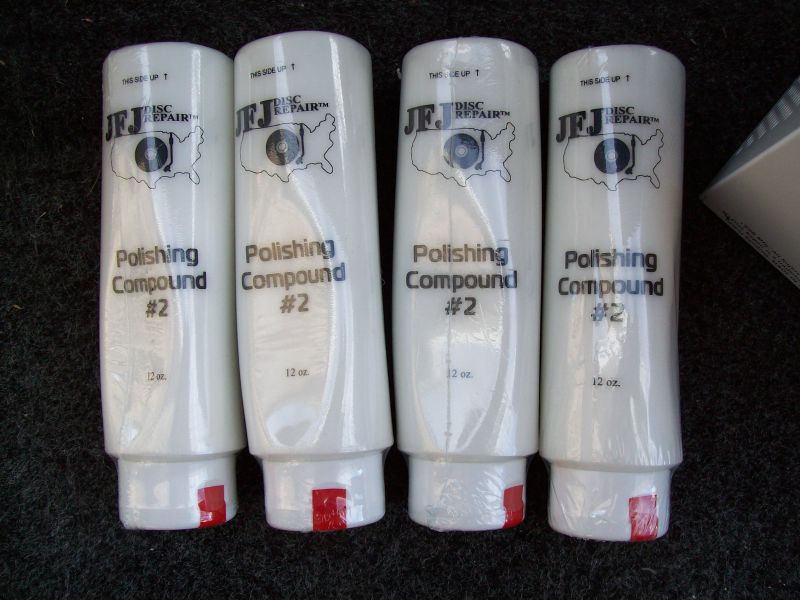 THIS SIDE UP ↑
JFJ DISC
REPAIR™
Polishing
Compound
#2
12 oz.
THIS SIDE UP ↑
JFJ DISC
REPAIR™
Polishing
Compound
#2
12 oz.
THIS SIDE UP ↑
JFJ DISC
REPAIR™
Polishing
Compound
#2
12 oz.
THIS SIDE UP ↑
JFJ DISC
REPAIR™
Polishing
Compound
#2
12 oz.